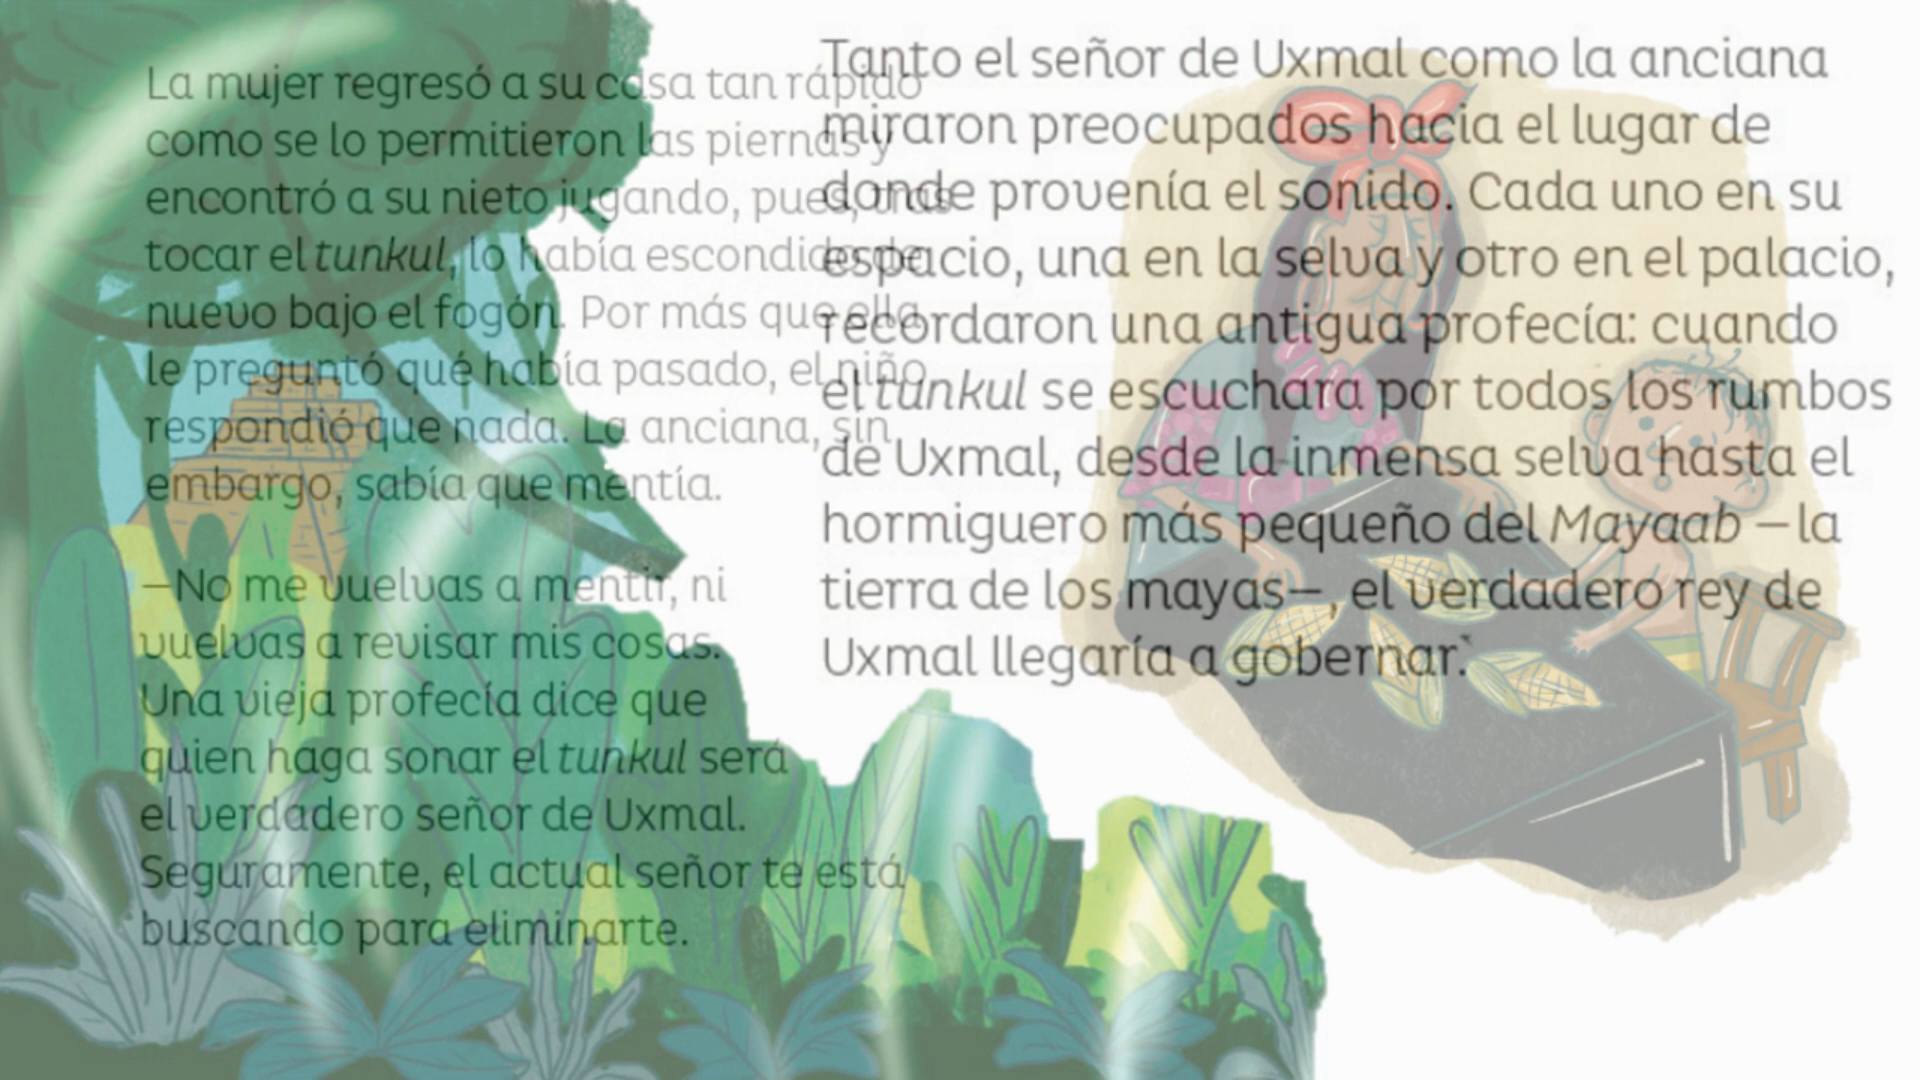 La mujer regresó a su casa tan rápido
como se lo permitieron las piernas y
encontró a su nieto jugando, pues, tras
tocar el tunkul, lo había escondido de
nuevo bajo el fogón. Por más que ella
le preguntó qué había pasado, el niño
respondió que nada. La anciana, sin
embargo, sabía que mentía.
—No me vuelvas a mentir, ni
vuelvas a revisar mis cosas.
Una vieja profecía dice que
quien haga sonar el tunkul será
el verdadero señor de Uxmal.
Seguramente, el actual señor te está
buscando para eliminarte.
Tanto el señor de Uxmal como la anciana
miraron preocupados hacia el lugar de
donde provenía el sonido. Cada uno en su
espacio, una en la selva y otro en el palacio,
recordaron una antigua profecía: cuando
el tunkul se escuchara por todos los rumbos
de Uxmal, desde la inmensa selva hasta el
hormiguero más pequeño del Mayaab —la
tierra de los mayas—, el verdadero rey de
Uxmal llegaría a gobernar.